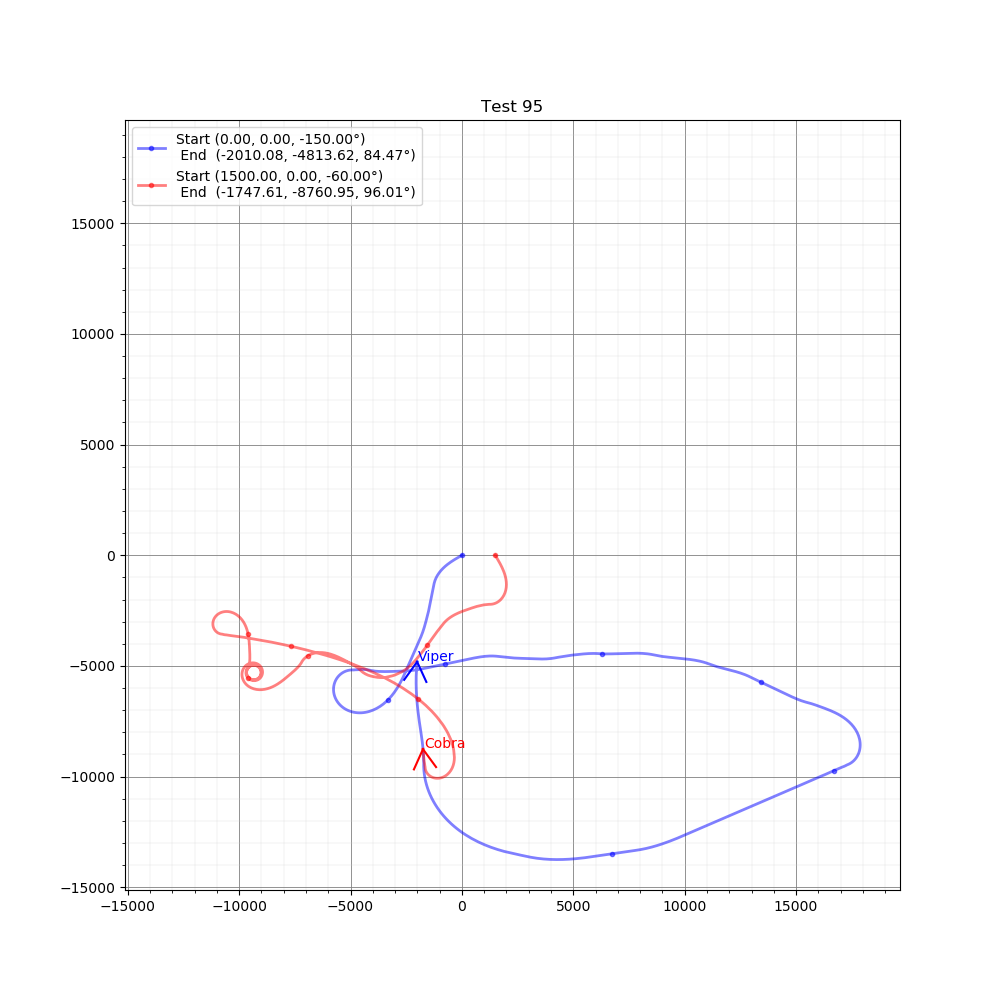 Test 95
Start (0.00, 0.00, -150.00°)
End (-2010.08, -4813.62, 84.47°)
Start (1500.00, 0.00, -60.00°)
End (-1747.61, -8760.95, 96.01°)
15000
10000
5000
0
−5000
−10000
−15000
Viper
Cobra
−15000 −10000 −5000 0 5000 10000 15000